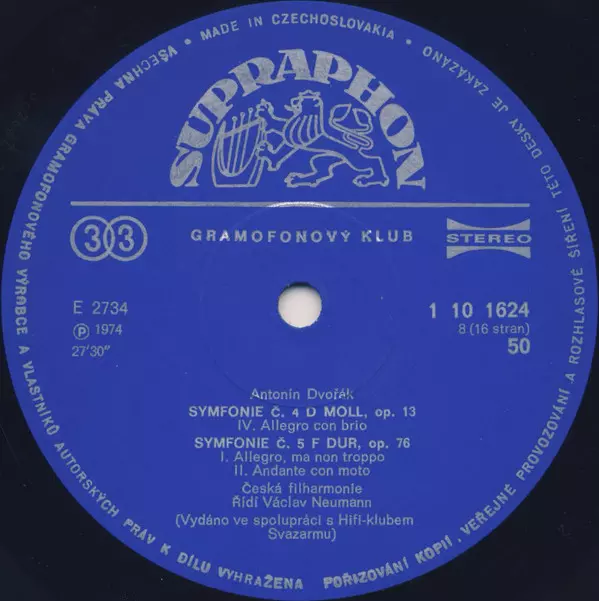 VŠECHNA PRÁVA GRAMOFONOVÉHO VÝROBCE A VLASTNÍKŮ AUTORSKÝCH PRÁV K DÍLU VYHRAŽENA
• MADE IN CZECHOSLOVAKIA •
POŘIZOVÁNÍ KOPIÍ, VEŘEJNÉ PROVOZOVÁNÍ A ROZHLASOVÉ ŠÍŘENÍ TÉTO DESKY JE ZAKÁZÁNO
SUPRAPHON
33
GRAMOFONOVÝ KLUB
STEREO
E 2734
Ⓟ 1974
27'30"
1 10 1624
8 (16 stran)
50
Antonín Dvořák
SYMFONIE Č. 4 D MOLL, op. 13
IV. Allegro con brio
SYMFONIE Č. 5 F DUR, op. 76
I. Allegro, ma non troppo
II. Andante con moto
Česká filharmonie
Řídí Václav Neumann
(Vydáno ve spolupráci s Hifi-klubem
Svazarmu)